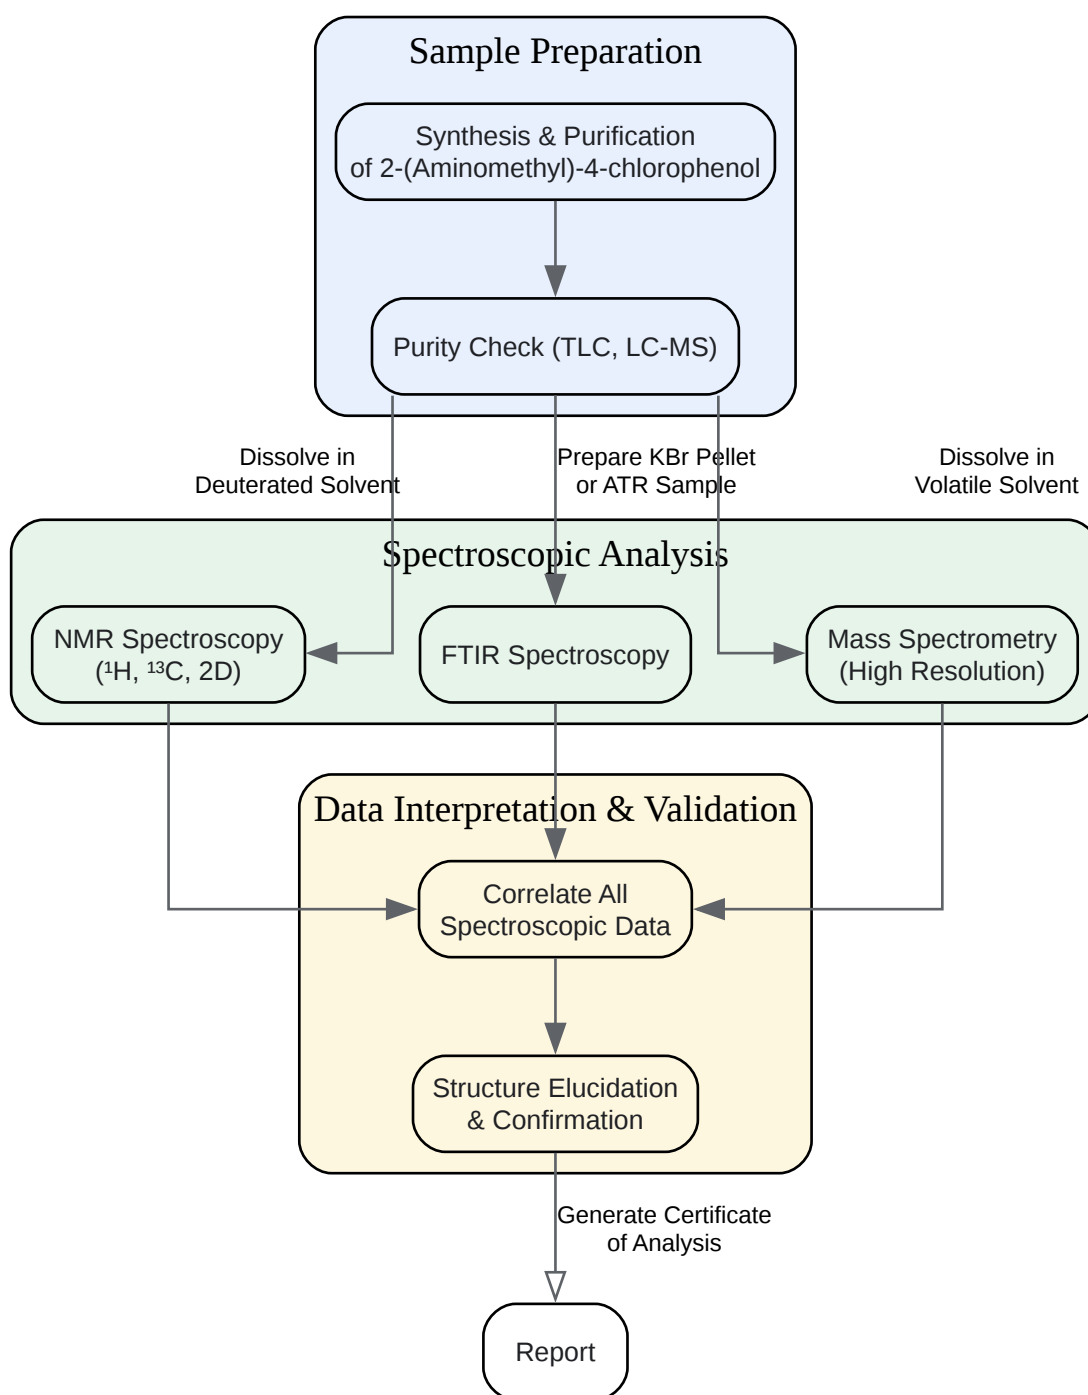 Sample Preparation
Synthesis & Purification
of 2-(Aminomethyl)-4-chlorophenol
Purity Check (TLC, LC-MS)
Dissolve in
Deuterated Solvent
Prepare KBr Pellet
or ATR Sample
Dissolve in
Volatile Solvent
Spectroscopic Analysis
NMR Spectroscopy
(¹H, ¹³C, 2D)
FTIR Spectroscopy
Mass Spectrometry
(High Resolution)
Data Interpretation & Validation
Correlate All
Spectroscopic Data
Structure Elucidation
& Confirmation
Generate Certificate
of Analysis
Report